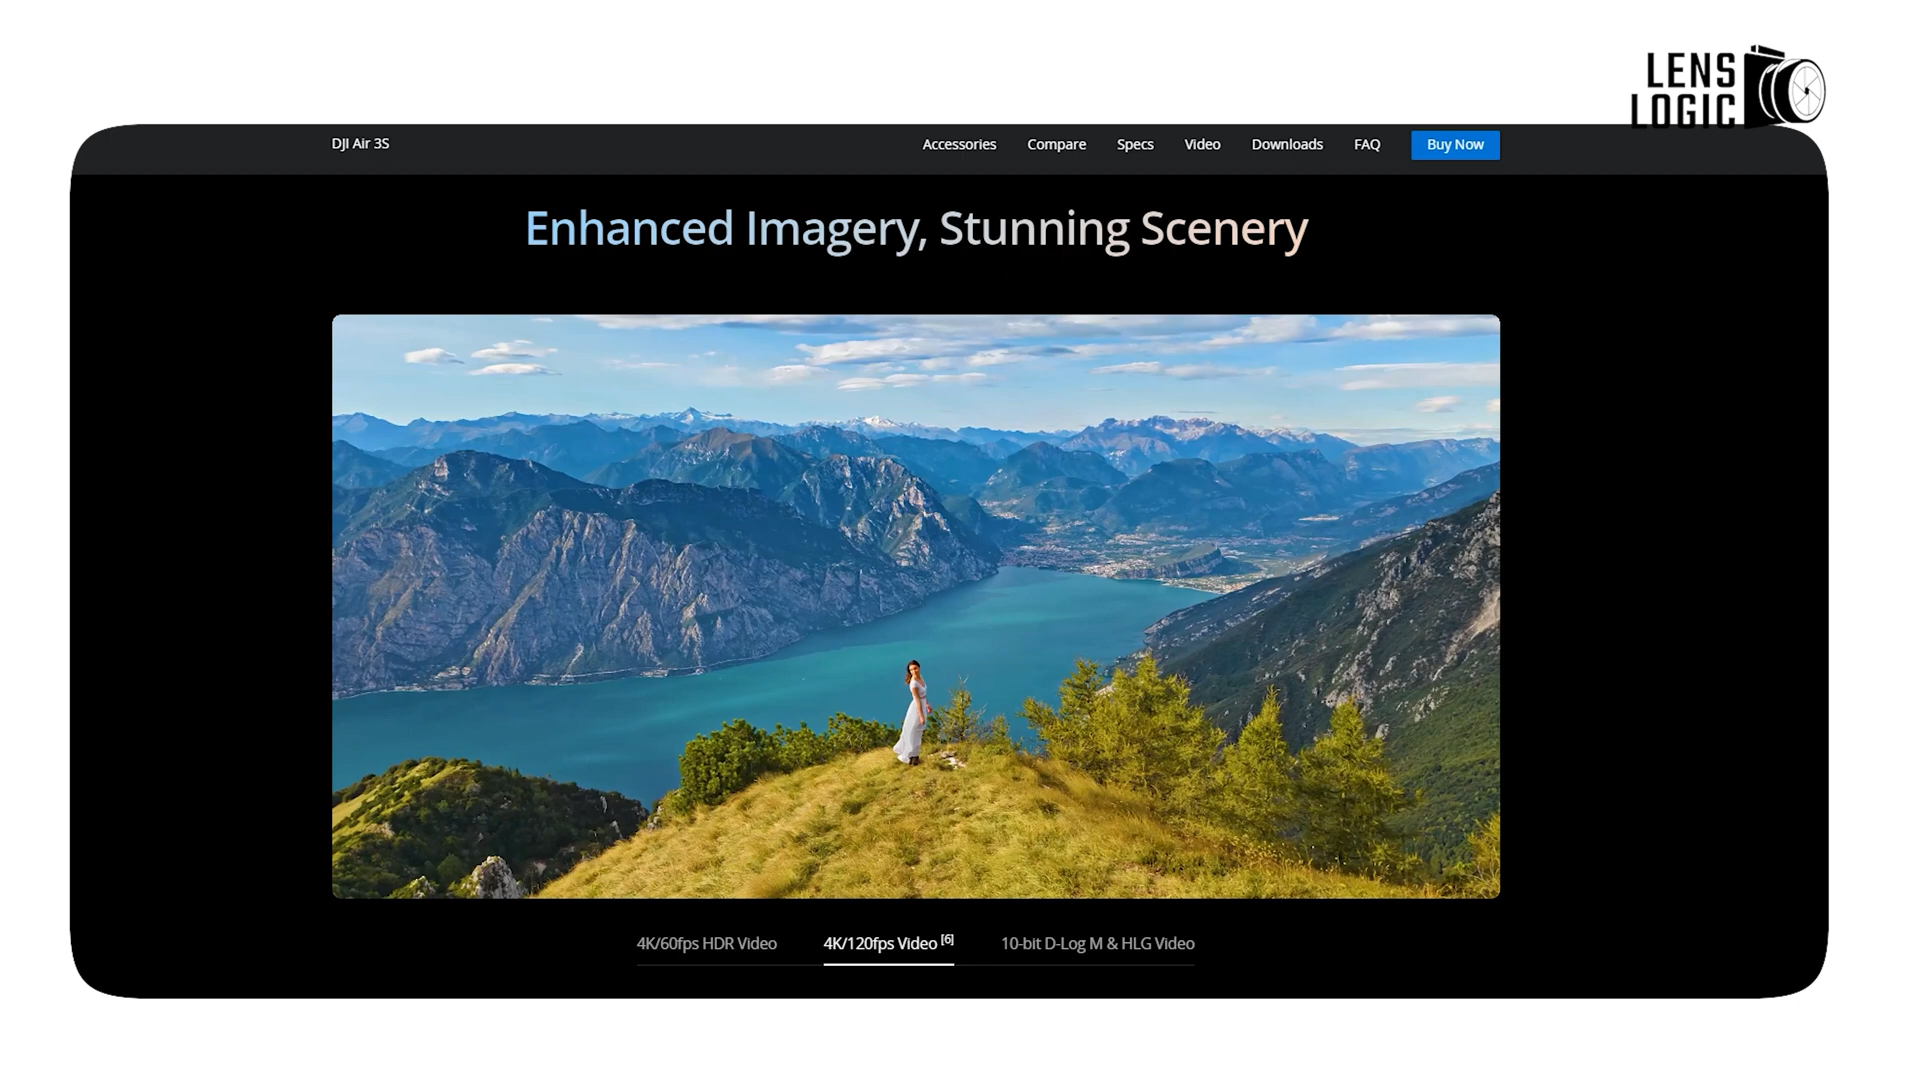 LENS
LOGIC
DJI Air 3S
Accessories
Compare
Specs
Video
Downloads
FAQ
Buy Now
Enhanced Imagery, Stunning Scenery
4K/60fps HDR Video
4K/120fps Video [6]
10-bit D-Log M & HLG Video